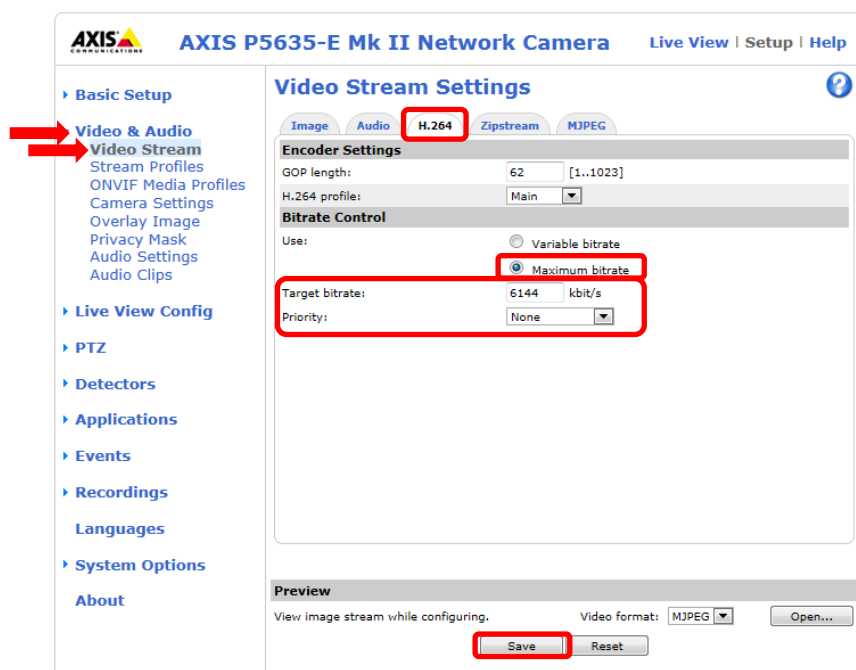 AXIS
COMMUNICATIONS
AXIS P5635-E Mk II Network Camera
Live View | Setup | Help
Basic Setup
Video & Audio
Video Stream
Stream Profiles
ONVIF Media Profiles
Camera Settings
Overlay Image
Privacy Mask
Audio Settings
Audio Clips
Live View Config
PTZ
Detectors
Applications
Events
Recordings
Languages
System Options
About
Video Stream Settings
?
Image Audio H.264 Zipstream MJPEG
Encoder Settings
GOP length: 62 [1..1023]
H.264 profile: Main
Bitrate Control
Use: Variable bitrate
Maximum bitrate
Target bitrate: 6144 kbit/s
Priority: None
Preview
View image stream while configuring. Video format: MJPEG Open...
Save Reset